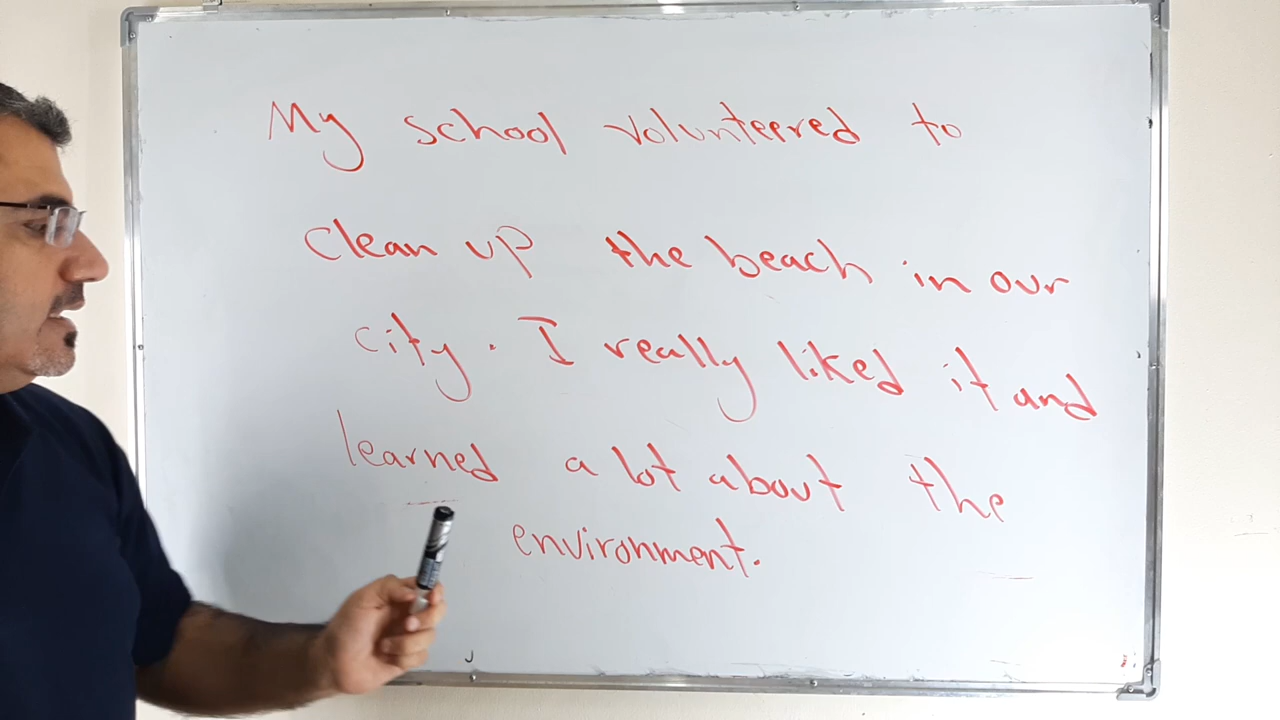 My school volunteered to
clean up the beach in our
city. I really liked it and
learned a lot about the
environment.